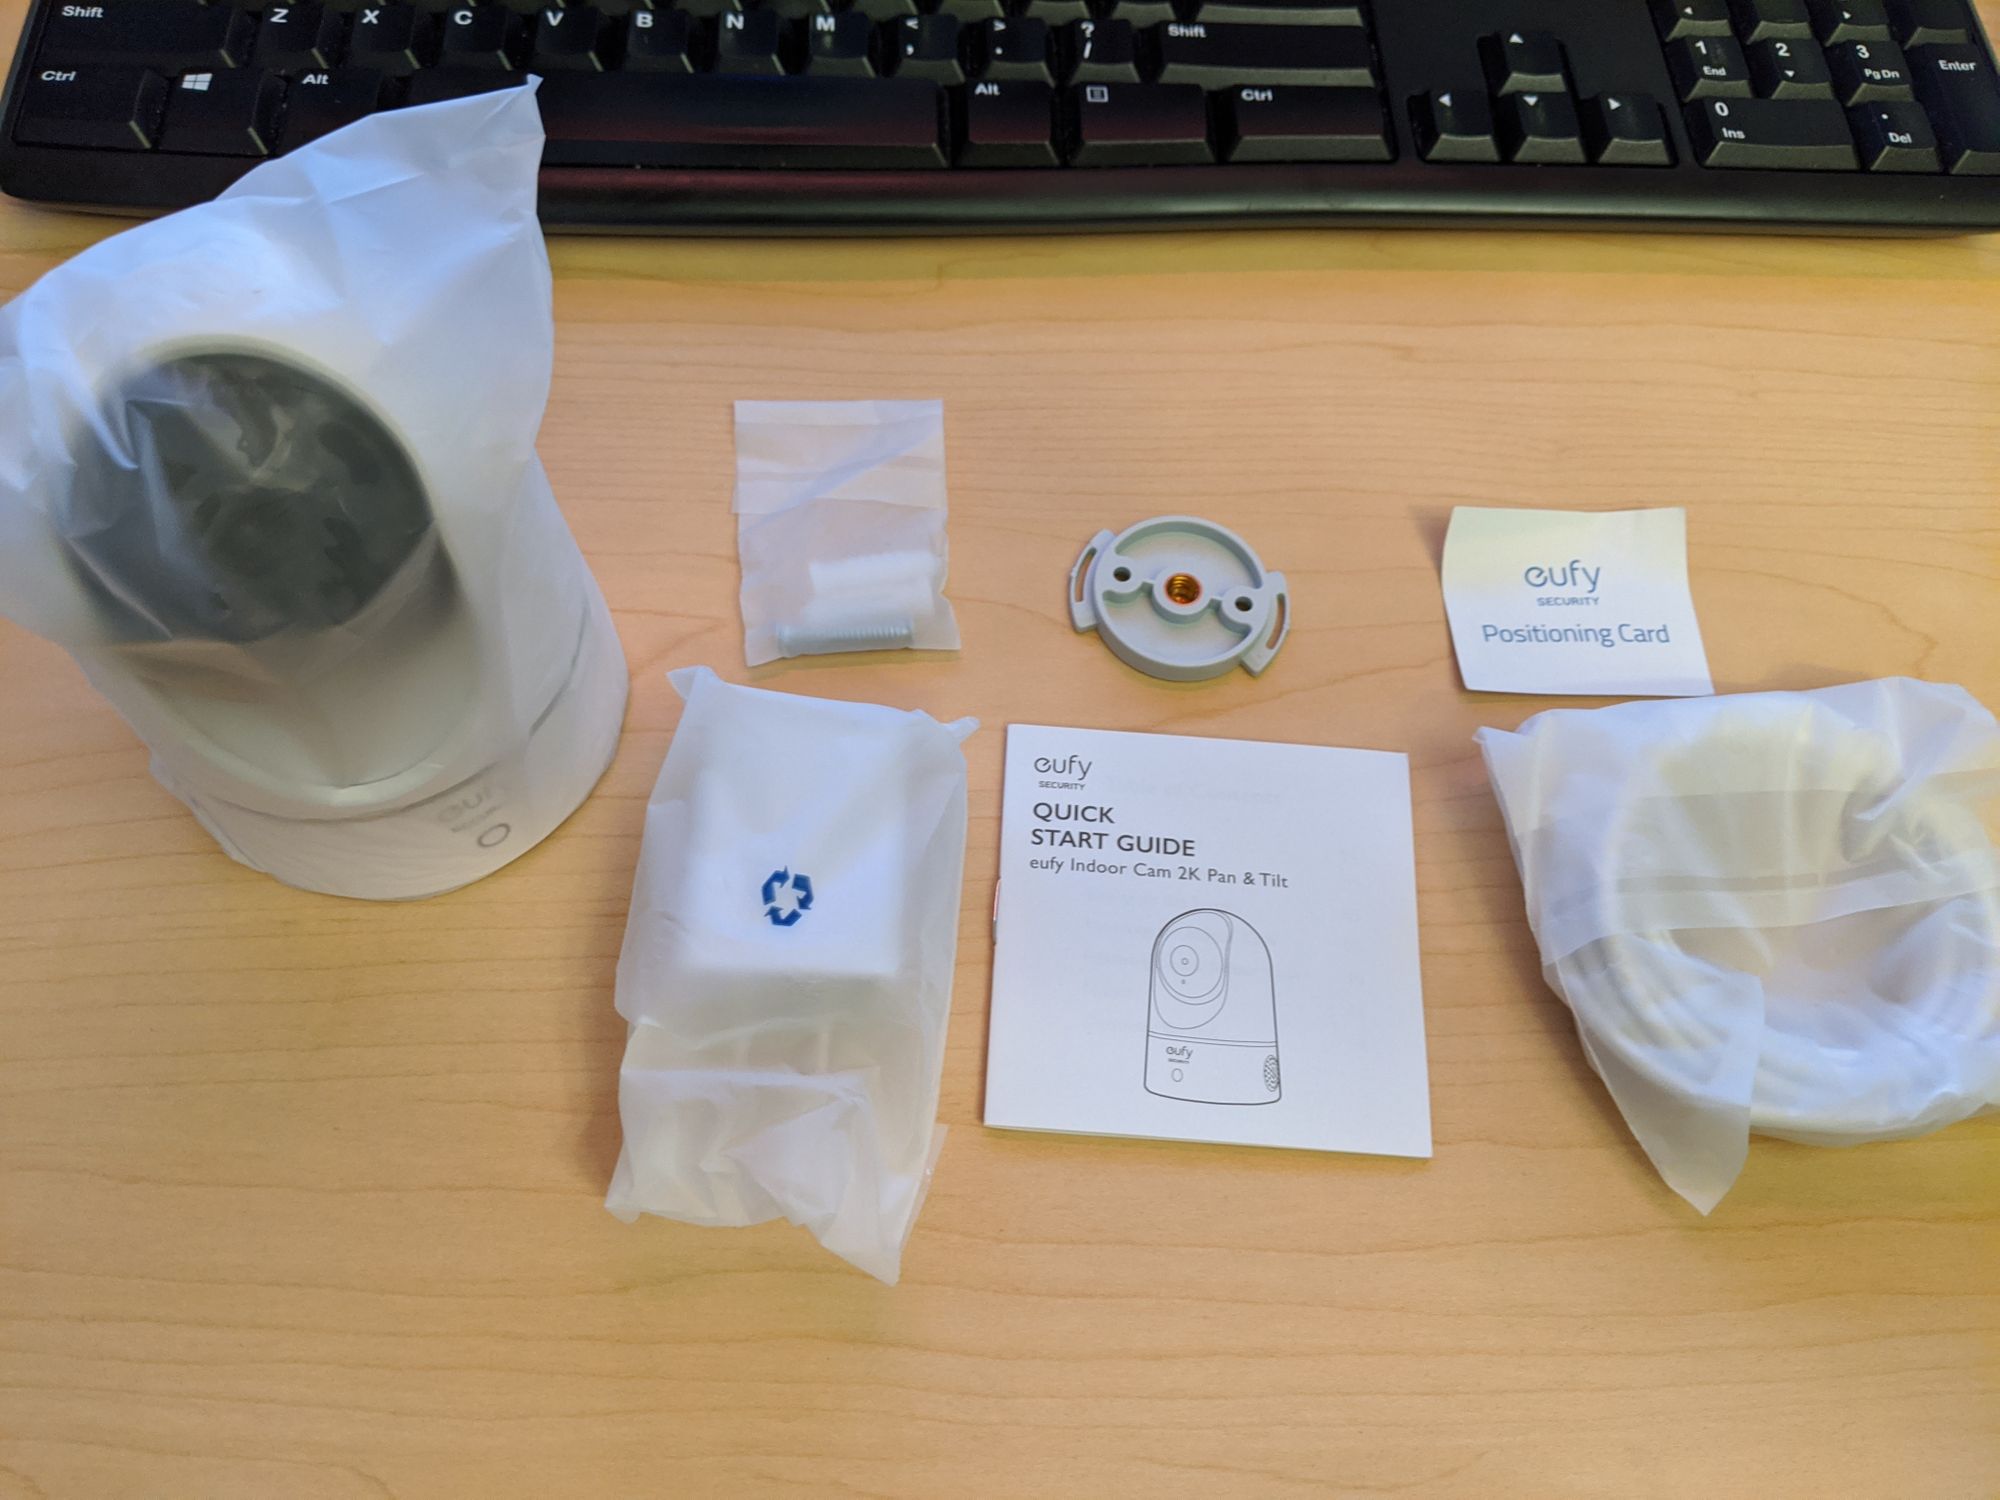 Shift Z X C V B N M < , > . ? / Shift 1 End 2 3 Pg Dn Enter
Ctrl Alt Alt Ctrl 0 Ins . Del
eufy
SECURITY
Positioning Card
eufy
SECURITY
QUICK
START GUIDE
eufy Indoor Cam 2K Pan & Tilt
eufy
SECURITY